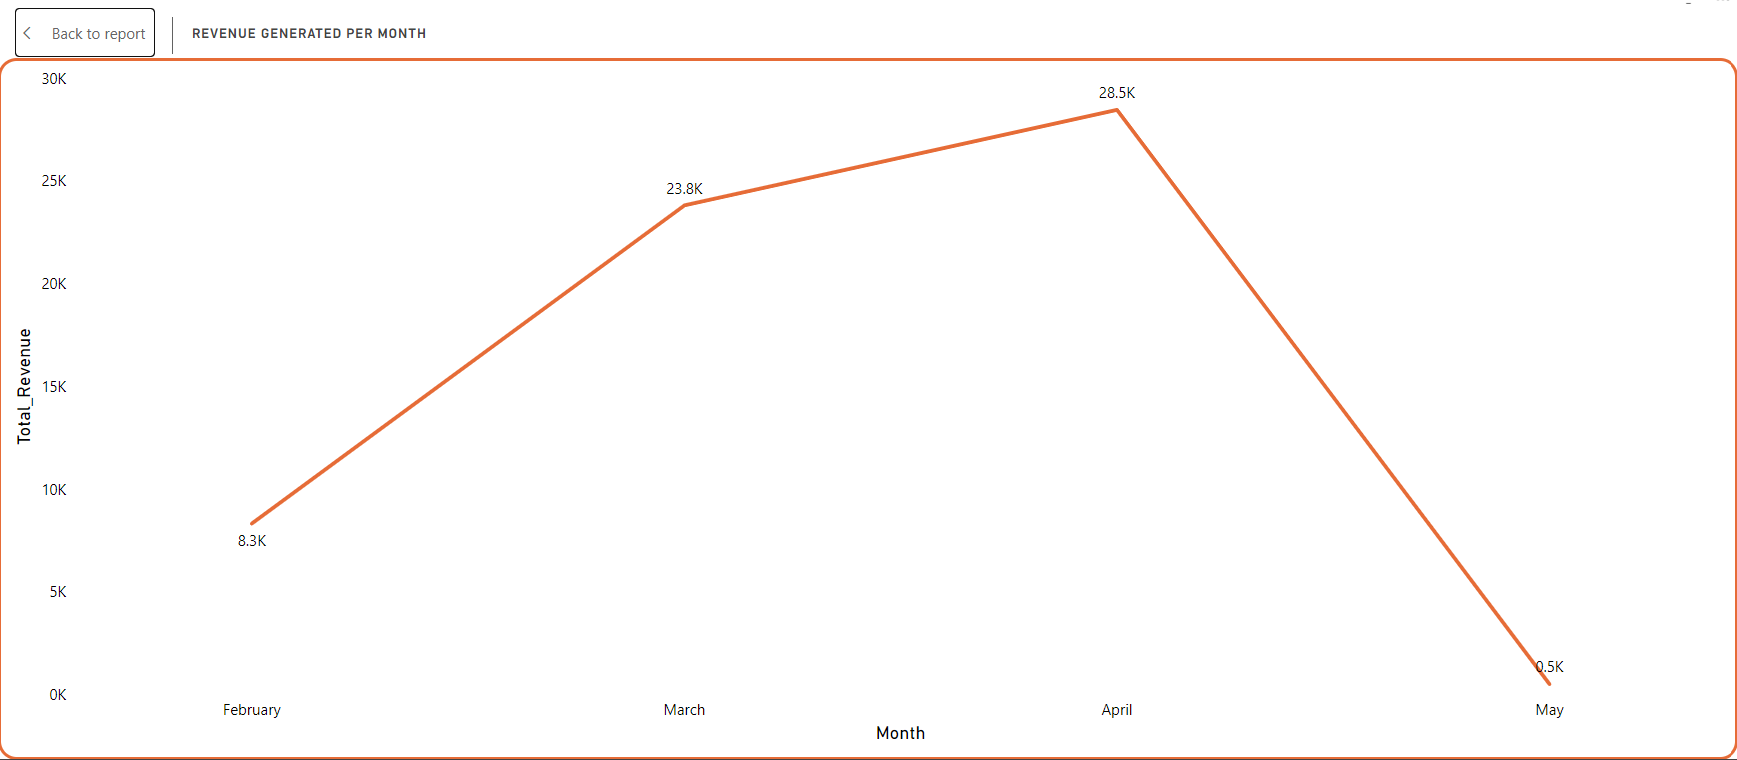 Back to report
REVENUE GENERATED PER MONTH
30K
25K
20K
15K
10K
5K
0K
Total_Revenue
8.3K
23.8K
28.5K
0.5K
February
March
April
May
Month